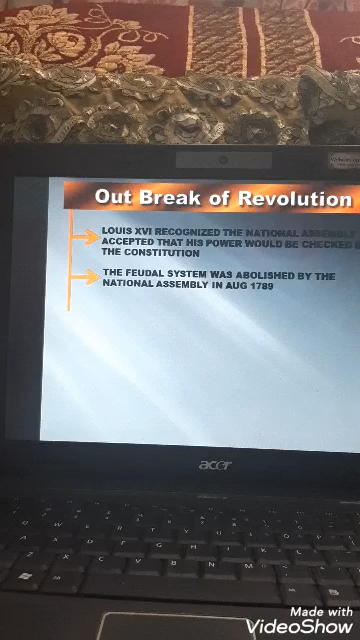 Out Break of Revolution
LOUIS XVI RECOGNIZED THE NATIONAL ASSEMBLY
ACCEPTED THAT HIS POWER WOULD BE CHECKED
THE CONSTITUTION
THE FEUDAL SYSTEM WAS ABOLISHED BY THE
NATIONAL ASSEMBLY IN AUG 1789
acer
Q W E R T Y U
A S D F G H J K L
Z X C V B N M
Made with
VideoShow